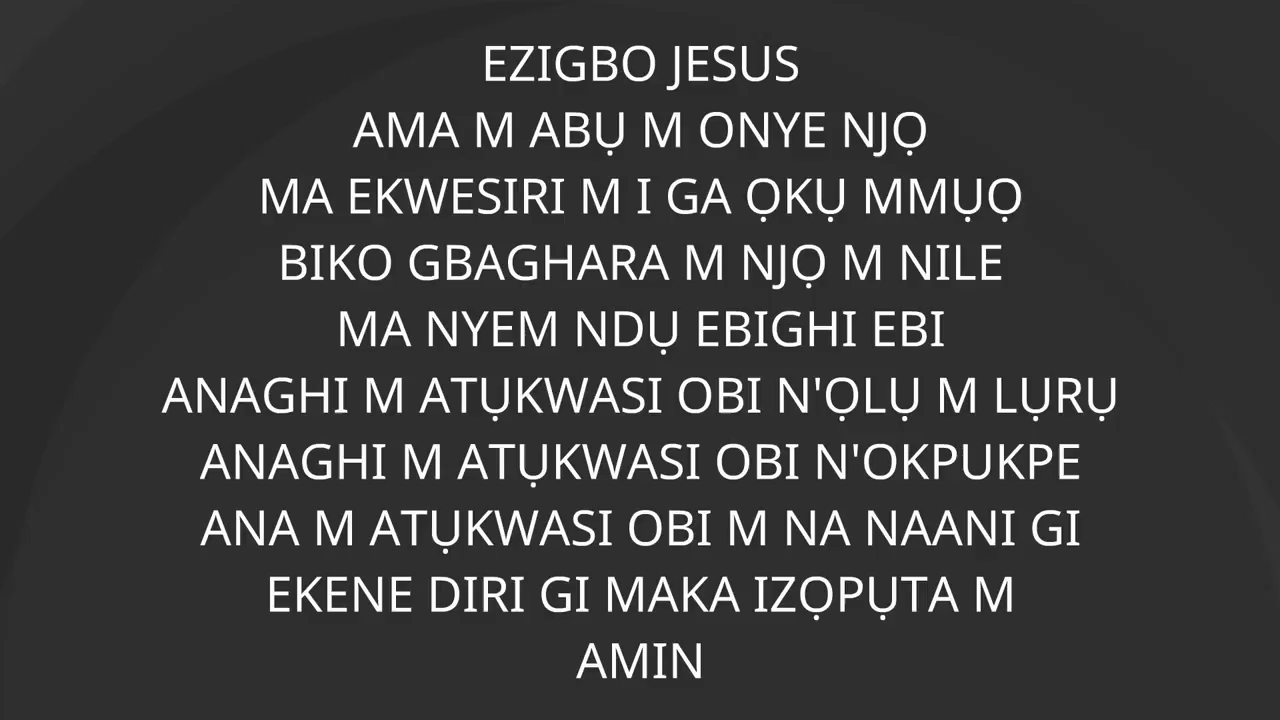 EZIGBO JESUS
AMA M ABỤ M ONYE NJỌ
MA EKWESIRI M I GA ỌKỤ MMỤỌ
BIKO GBAGHARA M NJỌ M NILE
MA NYEM NDỤ EBIGHI EBI
ANAGHI M ATỤKWASI OBI N'ỌLỤ M LỤRỤ
ANAGHI M ATỤKWASI OBI N'OKPUKPE
ANA M ATỤKWASI OBI M NA NAANI GI
EKENE DIRI GI MAKA IZỌPỤTA M
AMIN